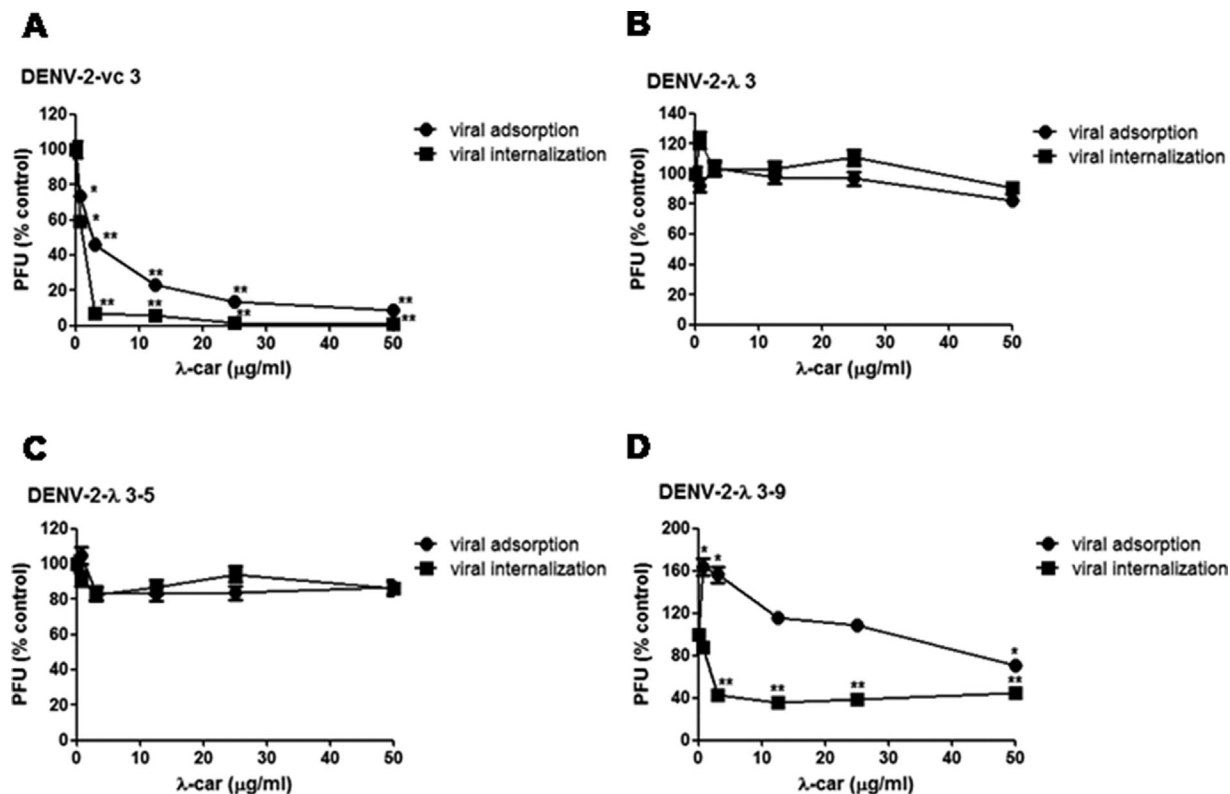 A
DENV-2-vc 3
120
100
80
60
40
20
0
PFU (% control)
*
*
**
**
**
**
**
**
**
**
0 10 20 30 40 50
λ-car (μg/ml)
viral adsorption
viral internalization
B
DENV-2-λ 3
140
120
100
80
60
40
20
0
PFU (% control)
0 10 20 30 40 50
λ-car (μg/ml)
viral adsorption
viral internalization
C
DENV-2-λ 3-5
120
100
80
60
40
20
0
PFU (% control)
0 10 20 30 40 50
λ-car (μg/ml)
viral adsorption
viral internalization
D
DENV-2-λ 3-9
200
160
120
80
40
0
PFU (% control)
* *
*
** ** ** **
0 10 20 30 40 50
λ-car (μg/ml)
viral adsorption
viral internalization